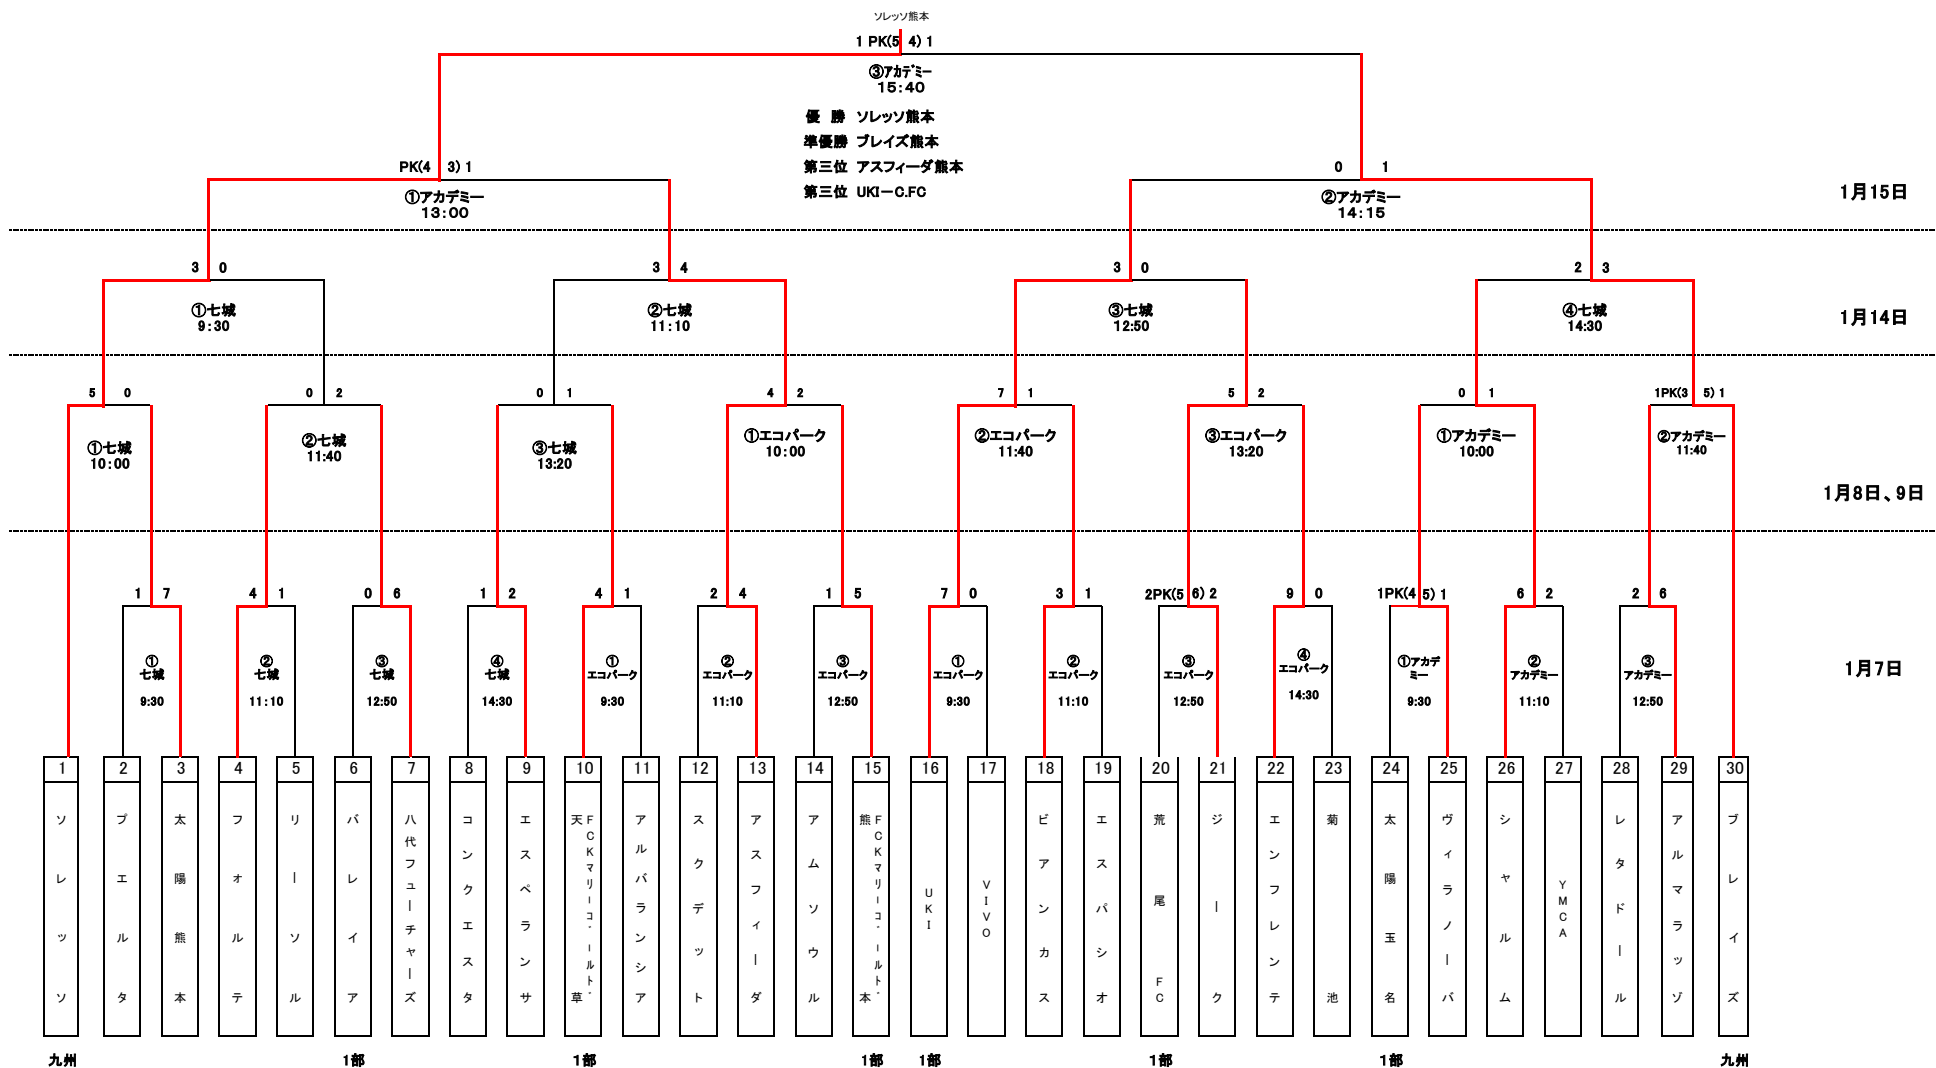 ソレッソ熊本
1 PK(5 4) 1
③アカデミー
15:40
優 勝 ソレッソ熊本
準優勝 ブレイズ熊本
第三位 アスフィーダ熊本
第三位 UKI－C.FC
PK(4 3) 1
0 1
①アカデミー
13:00
②アカデミー
14:15
1月15日
3 0
3 4
3 0
2 3
①七城
9:30
②七城
11:10
③七城
12:50
④七城
14:30
1月14日
5 0
0 2
0 1
4 2
7 1
5 2
0 1
1PK(3 5) 1
①七城
10:00
②七城
11:40
③七城
13:20
①エコパーク
10:00
②エコパーク
11:40
③エコパーク
13:20
①アカデミー
10:00
②アカデミー
11:40
1月8日、9日
1 7
4 1
0 6
1 2
4 1
2 4
1 5
7 0
3 1
2PK(5 6) 2
9 0
1PK(4 5) 1
6 2
2 6
①
七城
9:30
②
七城
11:10
③
七城
12:50
④
七城
14:30
①
エコパーク
9:30
②
エコパーク
11:10
③
エコパーク
12:50
①
エコパーク
9:30
②
エコパーク
11:10
③
エコパーク
12:50
④
エコパーク
14:30
①アカデ
ミー
9:30
②
アカデミー
11:10
③
アカデミー
12:50
1月7日
1 2 3 4 5 6 7 8 9 10 11 12 13 14 15 16 17 18 19 20 21 22 23 24 25 26 27 28 29 30
ソレッソ
プエルタ
太陽熊本
フォルテ
リーソル
バレイア
八代フューチャーズ
コンクエスタ
エスペランサ
FCKマリーゴールド
天草
アルバランシア
スクデット
アスフィーダ
アムソウル
FCKマリーゴールド
熊本
UKI
VIVO
ビアンカス
エスパシオ
荒尾FC
ジーク
エンフレンテ
菊池
太陽玉名
ヴィラノーバ
シャルム
YMCA
レタドール
アルマラッゾ
ブレイズ
九州
1部
1部
1部
1部
1部
1部
九州